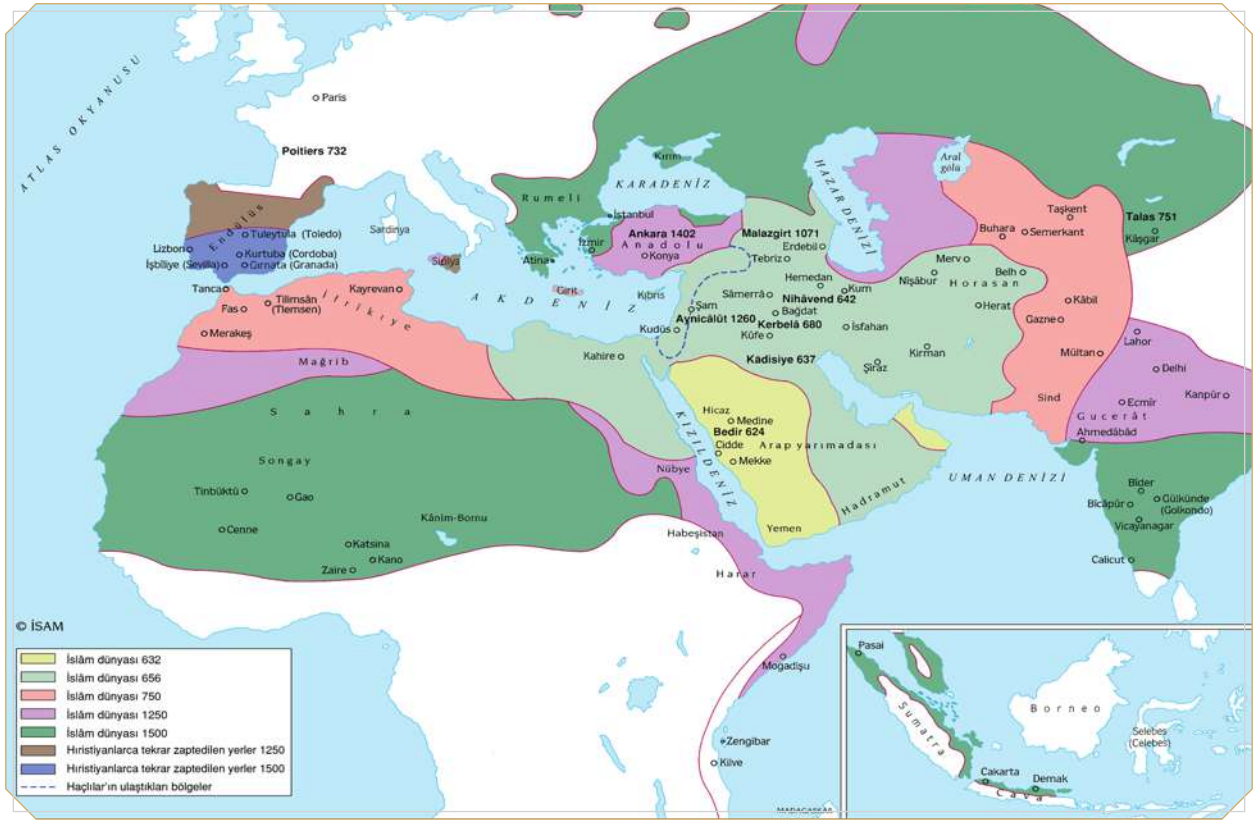 ATLAS OKYANUSU
Paris
Poitiers 732
Endülüs
Lizbon
Tuleytula (Toledo)
Kurtuba (Cordoba)
İşbîliye (Sevilla)
Gırnata (Granada)
Sardinya
Sicilya
Rumeli
Kırım
KARADENİZ
İstanbul
İzmir
Atina
Ankara 1402
Anadolu
Konya
HAZAR DENİZİ
Aral
gölü
Malazgirt 1071
Erdebil
Tebriz
Taşkent
Buhara
Semerkant
Talas 751
Kâşgar
Tanca
Fas
Tilimsân
(Tlemsen)
Kayrevan
İfrîkıye
Merakeş
AKDENİZ
Girit
Kıbrıs
Şam
Aynicâlût 1260
Kudüs
Kahire
Hemedan
Sâmerrâ
Nihâvend 642
Kum
Bağdat
Kerbelâ 680
Kûfe
İsfahan
Kâdisiye 637
Şîraz
Kirman
Merv
Nîşâbur
Belh
Horasan
Herat
Kâbil
Gazne
Mültan
Sind
Lahor
Delhi
Ecmîr
Kanpûr
Gucerât
Ahmedâbâd
Mağrib
Sahra
Songay
Tinbüktü
Gao
Cenne
Kânim-Bornu
Katsina
Kano
Zaire
KIZILDENİZ
Nübye
Habeşistan
Harar
Mogadişu
Zengibar
Kilve
MADAGASKAR
Hicaz
Medine
Bedir 624
Cidde
Mekke
Arap yarımadası
Yemen
Hadramut
UMAN DENİZİ
Bîder
Bîcâpûr
Gülkünde
(Golkondo)
Vicayanagar
Calicut
© İSAM
İslâm dünyası 632
İslâm dünyası 656
İslâm dünyası 750
İslâm dünyası 1250
İslâm dünyası 1500
Hıristiyanlarca tekrar zaptedilen yerler 1250
Hıristiyanlarca tekrar zaptedilen yerler 1500
Haçlılar'ın ulaştıkları bölgeler
Pasai
Sumatra
Borneo
Selebes
(Celebes)
Cakarta
Demak
Cava